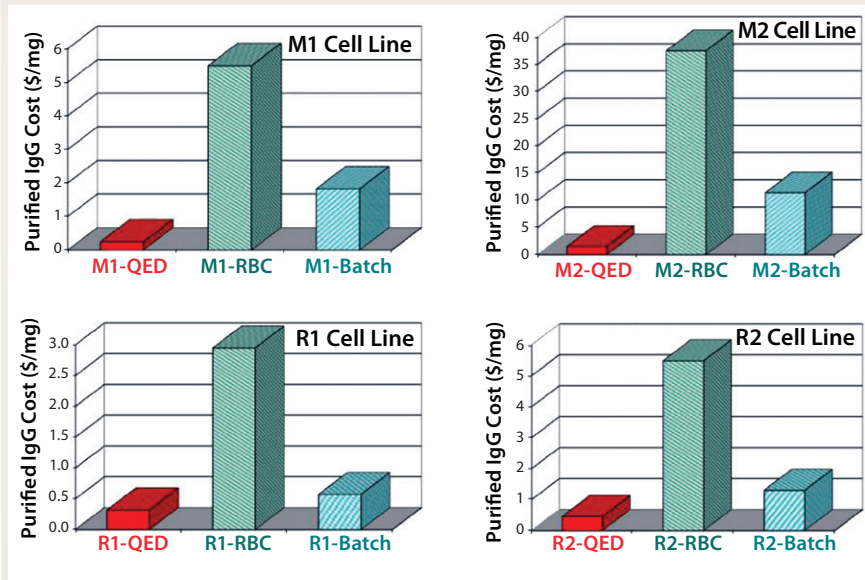 M1 Cell Line
Purified IgG Cost ($/mg)
6
5
4
3
2
1
0
M1-QED M1-RBC M1-Batch
M2 Cell Line
Purified IgG Cost ($/mg)
40
35
30
25
20
15
10
5
0
M2-QED M2-RBC M2-Batch
R1 Cell Line
Purified IgG Cost ($/mg)
3.0
2.5
2.0
1.5
1.0
0.5
0.0
R1-QED R1-RBC R1-Batch
R2 Cell Line
Purified IgG Cost ($/mg)
6
5
4
3
2
1
0
R2-QED R2-RBC R2-Batch